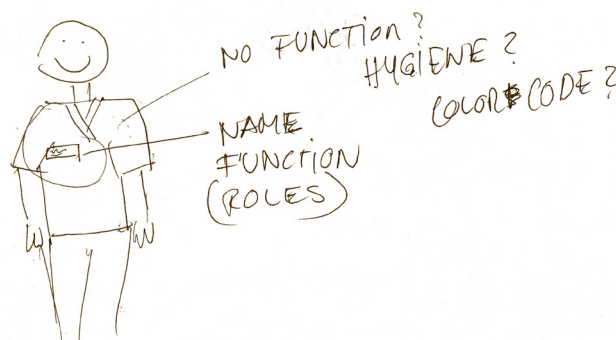 NO FUNCTION?
HYGIENE?
COLOR CODE?
NAME
FUNCTION
(ROLES)